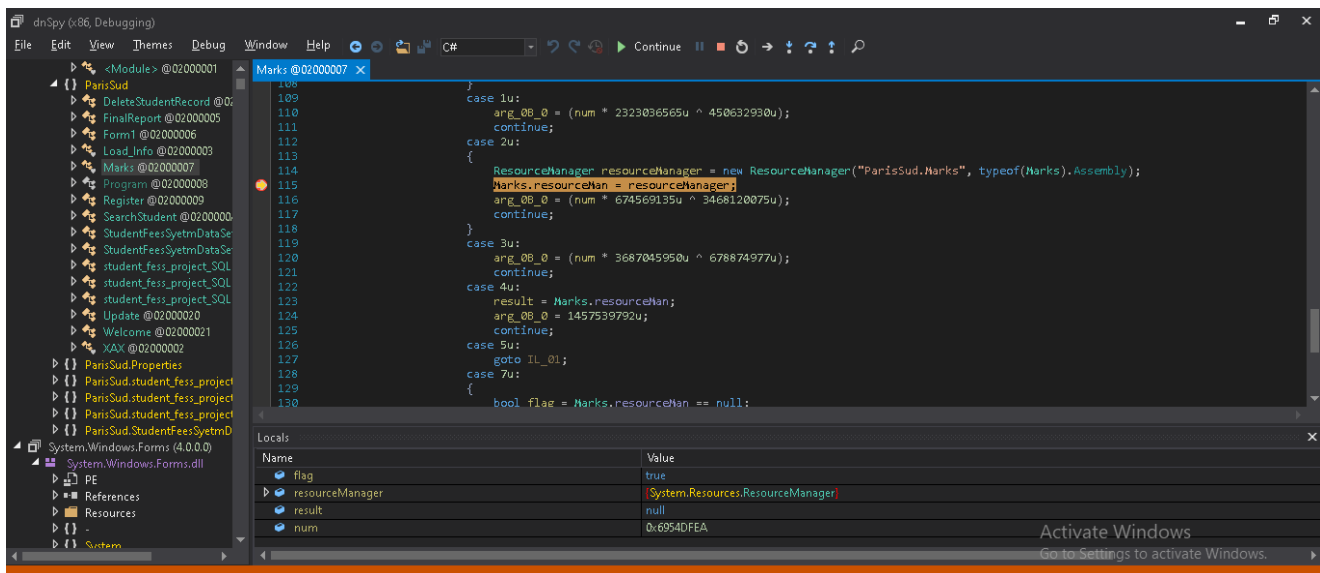 dnSpy (x86, Debugging)
File Edit View Themes Debug Window Help C# Continue
<Module> @02000001
{ } ParisSud
DeleteStudentRecord @02
FinalReport @02000005
Form1 @02000006
Load_Info @02000003
Marks @02000007
Program @02000008
Register @02000009
SearchStudent @0200000
StudentFeesSyetmDataSe
StudentFeesSyetmDataSe
student_fess_project_SQL
student_fess_project_SQL
student_fess_project_SQL
Update @02000020
Welcome @02000021
XAX @02000002
{ } ParisSud.Properties
{ } ParisSud.student_fess_project
{ } ParisSud.student_fess_project
{ } ParisSud.student_fess_project
{ } ParisSud.StudentFeesSyetmD
System.Windows.Forms (4.0.0.0)
System.Windows.Forms.dll
PE
References
Resources
{ } -
{ } System
Marks @02000007
108 }
109 case 1u:
110 arg_0B_0 = (num * 2323036565u ^ 450632930u);
111 continue;
112 case 2u:
113 {
114 ResourceManager resourceManager = new ResourceManager("ParisSud.Marks", typeof(Marks).Assembly);
115 Marks.resourceMan = resourceManager;
116 arg_0B_0 = (num * 674569135u ^ 3468120075u);
117 continue;
118 }
119 case 3u:
120 arg_0B_0 = (num * 3687045950u ^ 678874977u);
121 continue;
122 case 4u:
123 result = Marks.resourceMan;
124 arg_0B_0 = 1457539792u;
125 continue;
126 case 5u:
127 goto IL_01;
128 case 7u:
129 {
130 bool flag = Marks.resourceMan == null;
Locals
Name Value
flag true
resourceManager {System.Resources.ResourceManager}
result null
num 0x6954DFEA
Activate Windows
Go to Settings to activate Windows.